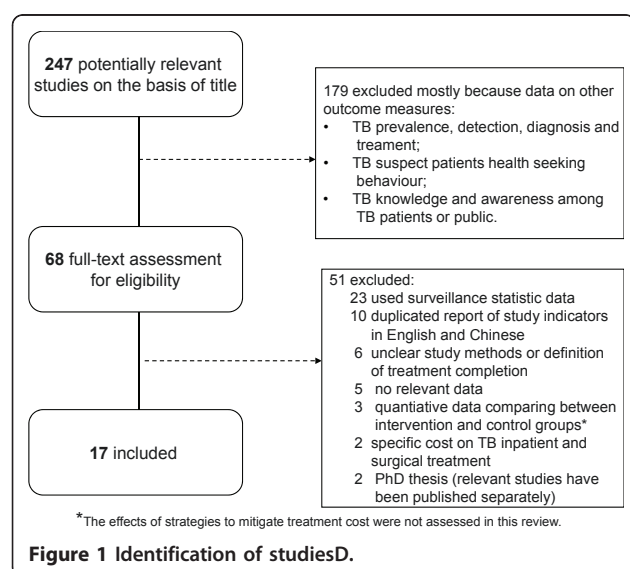 247 potentially relevant
studies on the basis of title
179 excluded mostly because data on other
outcome measures:
• TB prevalence, detection, diagnosis and
treament;
• TB suspect patients health seeking
behaviour;
• TB knowledge and awareness among
TB patients or public.
68 full-text assessment
for eligibility
51 excluded:
23 used surveillance statistic data
10 duplicated report of study indicators
in English and Chinese
6 unclear study methods or definition
of treatment completion
5 no relevant data
3 quantiative data comparing between
intervention and control groups*
2 specific cost on TB inpatient and
surgical treatment
2 PhD thesis (relevant studies have
been published separately)
17 included
*The effects of strategies to mitigate treatment cost were not assessed in this review.
Figure 1 Identification of studiesD.